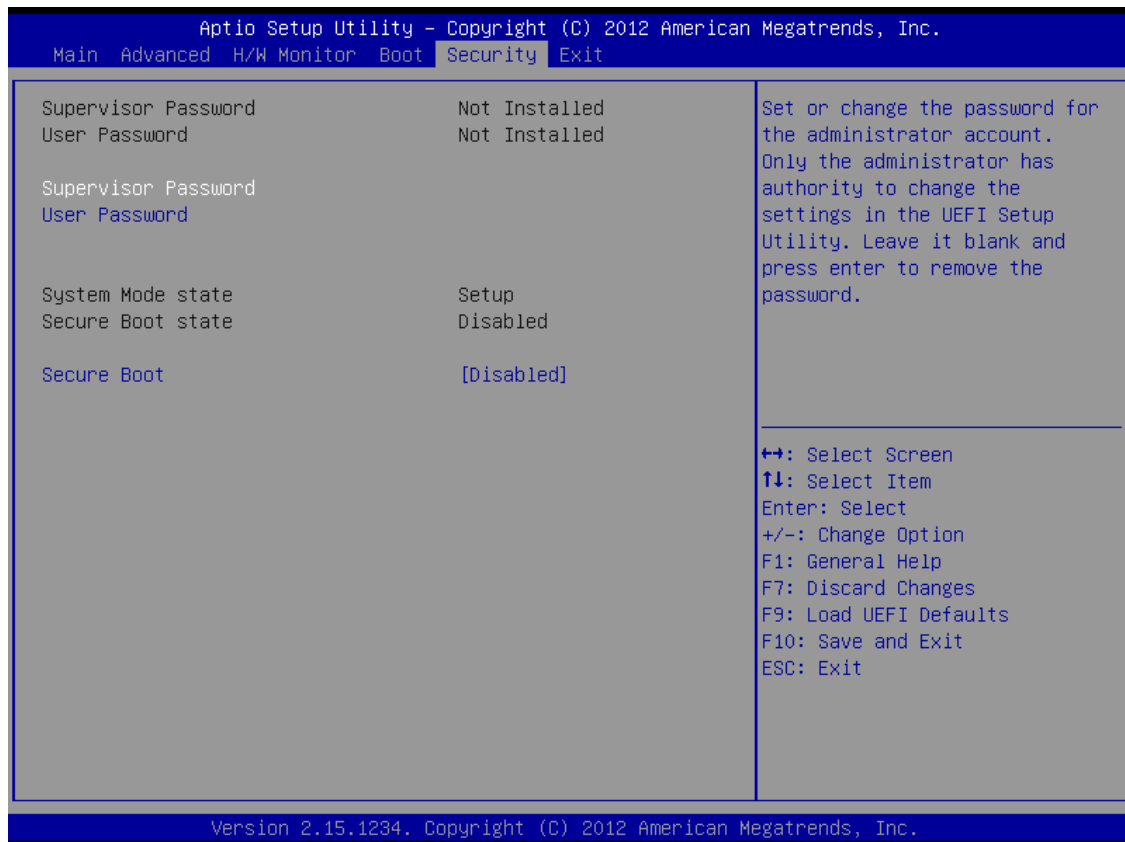 Aptio Setup Utility – Copyright (C) 2012 American Megatrends, Inc.
Main Advanced H/W Monitor Boot Security Exit
Supervisor Password Not Installed
User Password Not Installed
Supervisor Password
User Password
System Mode state Setup
Secure Boot state Disabled
Secure Boot [Disabled]
Set or change the password for
the administrator account.
Only the administrator has
authority to change the
settings in the UEFI Setup
Utility. Leave it blank and
press enter to remove the
password.
↔: Select Screen
↑↓: Select Item
Enter: Select
+/-: Change Option
F1: General Help
F7: Discard Changes
F9: Load UEFI Defaults
F10: Save and Exit
ESC: Exit
Version 2.15.1234. Copyright (C) 2012 American Megatrends, Inc.